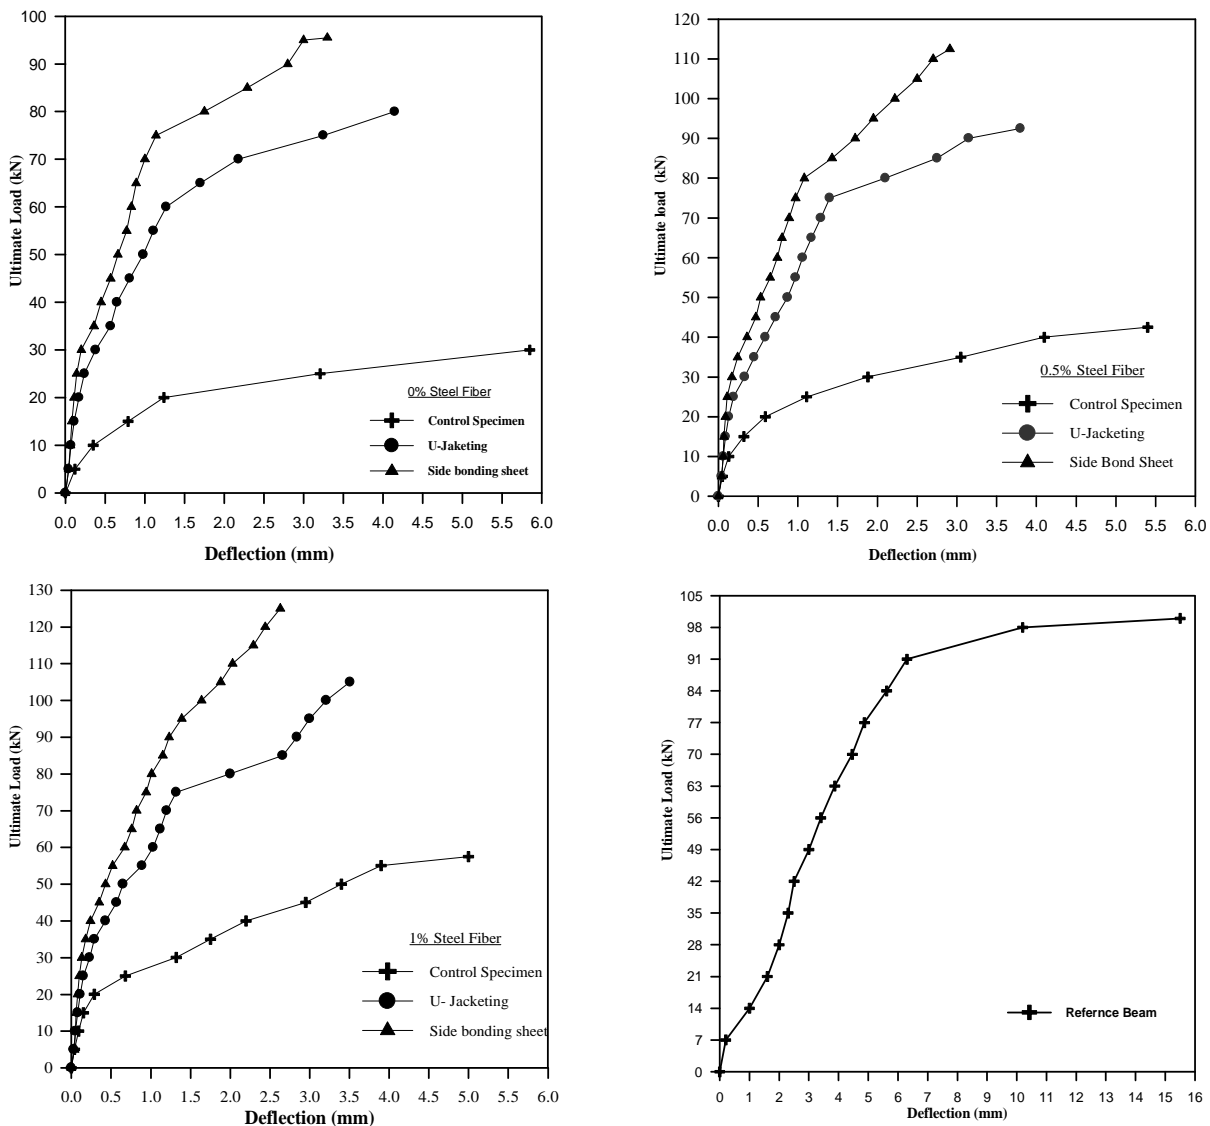 100
90
80
70
60
50
40
30
20
10
0
Ultimate Load (kN)
0% Steel Fiber
Control Specimen
U-Jaketing
Side bonding sheet
0.0 0.5 1.0 1.5 2.0 2.5 3.0 3.5 4.0 4.5 5.0 5.5 6.0
Deflection (mm)
120
110
100
90
80
70
60
50
40
30
20
10
0
Ultimate load (kN)
0.5% Steel Fiber
Control Specimen
U-Jacketing
Side Bond Sheet
0.0 0.5 1.0 1.5 2.0 2.5 3.0 3.5 4.0 4.5 5.0 5.5 6.0
Deflection (mm)
130
120
110
100
90
80
70
60
50
40
30
20
10
0
Ultimate Load (kN)
1% Steel Fiber
Control Specimen
U- Jacketing
Side bonding sheet
0.0 0.5 1.0 1.5 2.0 2.5 3.0 3.5 4.0 4.5 5.0 5.5 6.0
Deflection (mm)
105
98
91
84
77
70
63
56
49
42
35
28
21
14
7
0
Ultimate Load (kN)
Refernce Beam
0 1 2 3 4 5 6 7 8 9 10 11 12 13 14 15 16
Deflection (mm)